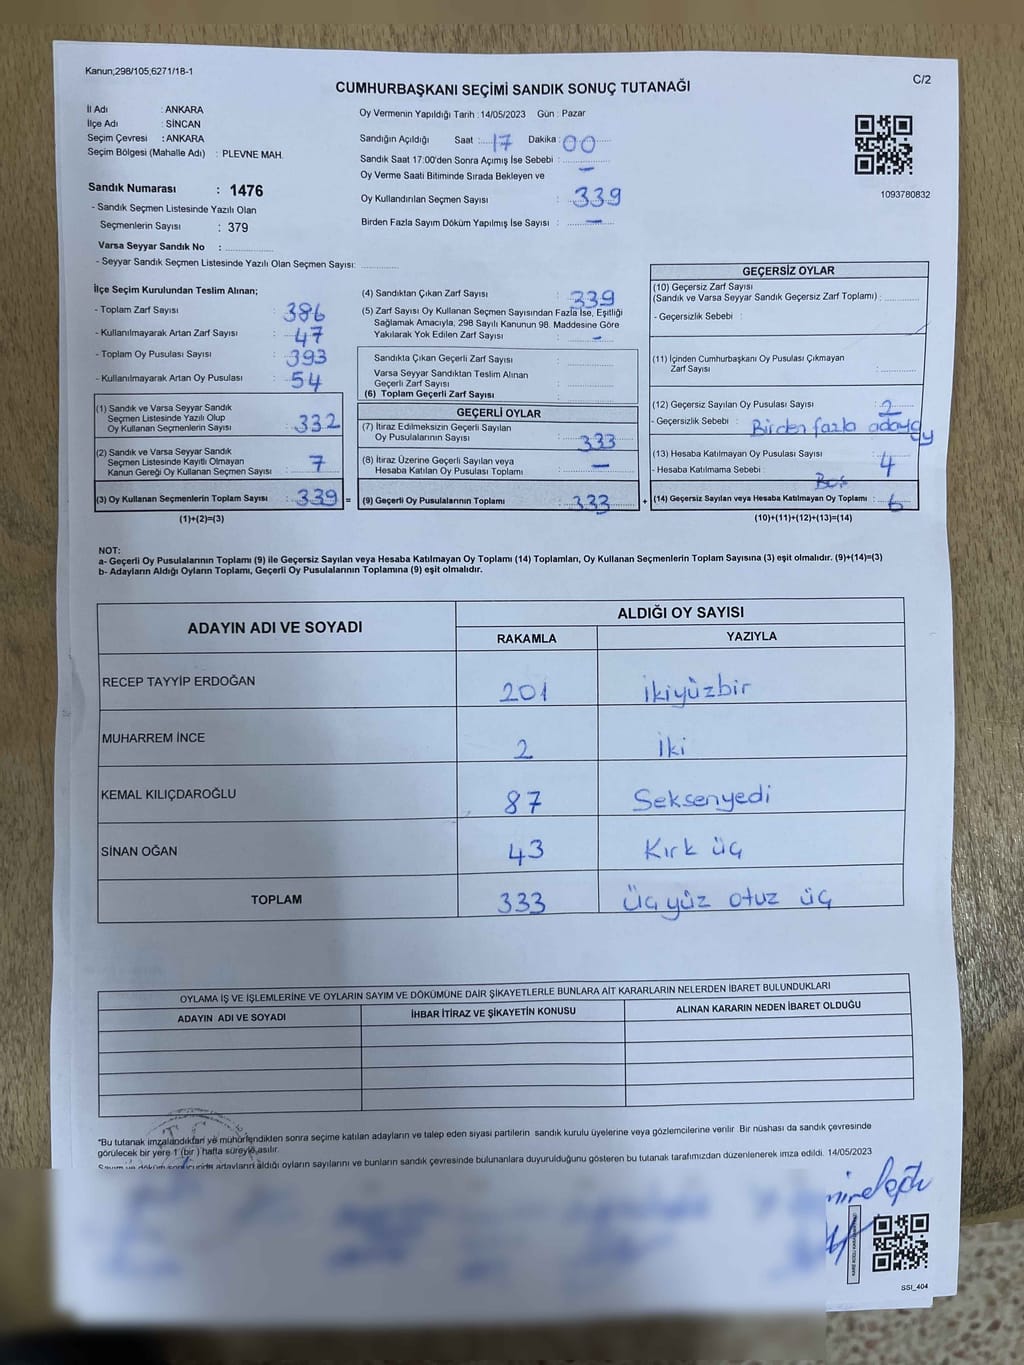 Kanun;298/105,6271/18-1
C/2
CUMHURBAŞKANI SEÇİMİ SANDIK SONUÇ TUTANAĞI
İl Adı : ANKARA
İlçe Adı : SİNCAN
Seçim Çevresi : ANKARA
Seçim Bölgesi (Mahalle Adı) : PLEVNE MAH.
Sandık Numarası : 1476
- Sandık Seçmen Listesinde Yazılı Olan
Seçmenlerin Sayısı : 379
Varsa Seyyar Sandık No : ..............
- Seyyar Sandık Seçmen Listesinde Yazılı Olan Seçmen Sayısı: ............
Oy Vermenin Yapıldığı Tarih : 14/05/2023 Gün : Pazar
Sandığın Açıldığı Saat : 17 Dakika : 00
Sandık Saat 17:00'den Sonra Açımış İse Sebebi : —
Oy Verme Saati Bitiminde Sırada Bekleyen ve
Oy Kullandırılan Seçmen Sayısı : 339
Birden Fazla Sayım Döküm Yapılmış İse Sayısı : —
1093780832
İlçe Seçim Kurulundan Teslim Alınan;
- Toplam Zarf Sayısı : 386
- Kullanılmayarak Artan Zarf Sayısı : 47
- Toplam Oy Pusulası Sayısı : 393
- Kullanılmayarak Artan Oy Pusulası : 54
(1) Sandık ve Varsa Seyyar Sandık
Seçmen Listesinde Yazılı Olup
Oy Kullanan Seçmenlerin Sayısı : 332
(2) Sandık ve Varsa Seyyar Sandık
Seçmen Listesinde Kayıtlı Olmayan
Kanun Gereği Oy Kullanan Seçmen Sayısı : 7
(3) Oy Kullanan Seçmenlerin Toplam Sayısı : 339 =
(1)+(2)=(3)
(4) Sandıktan Çıkan Zarf Sayısı : 339
(5) Zarf Sayısı Oy Kullanan Seçmen Sayısından Fazla İse, Eşitliği
Sağlamak Amacıyla, 298 Sayılı Kanunun 98. Maddesine Göre
Yakılarak Yok Edilen Zarf Sayısı : —
Sandıkta Çıkan Geçerli Zarf Sayısı : ............
Varsa Seyyar Sandıktan Teslim Alınan
Geçerli Zarf Sayısı : ............
(6) Toplam Geçerli Zarf Sayısı : ............
GEÇERLİ OYLAR
(7) İtiraz Edilmeksizin Geçerli Sayılan
Oy Pusulalarının Sayısı : 333
(8) İtiraz Üzerine Geçerli Sayılan veya
Hesaba Katılan Oy Pusulası Toplamı : —
(9) Geçerli Oy Pusulalarının Toplamı : 333 +
GEÇERSİZ OYLAR
(10) Geçersiz Zarf Sayısı
(Sandık ve Varsa Seyyar Sandık Geçersiz Zarf Toplamı) : .............
- Geçersizlik Sebebi :
(11) İçinden Cumhurbaşkanı Oy Pusulası Çıkmayan
Zarf Sayısı : .............
(12) Geçersiz Sayılan Oy Pusulası Sayısı : 2
- Geçersizlik Sebebi : Birden fazla adaya oy
(13) Hesaba Katılmayan Oy Pusulası Sayısı : 4
- Hesaba Katılmama Sebebi : Boş
(14) Geçersiz Sayılan veya Hesaba Katılmayan Oy Toplamı : 6
(10)+(11)+(12)+(13)=(14)
NOT:
a- Geçerli Oy Pusulalarının Toplamı (9) ile Geçersiz Sayılan veya Hesaba Katılmayan Oy Toplamı (14) Toplamları, Oy Kullanan Seçmenlerin Toplam Sayısına (3) eşit olmalıdır. (9)+(14)=(3)
b- Adayların Aldığı Oyların Toplamı, Geçerli Oy Pusulalarının Toplamına (9) eşit olmalıdır.
ADAYIN ADI VE SOYADI
ALDIĞI OY SAYISI
RAKAMLA YAZIYLA
RECEP TAYYİP ERDOĞAN 201 ikiyüzbir
MUHARREM İNCE 2 iki
KEMAL KILIÇDAROĞLU 87 Seksenyedi
SİNAN OĞAN 43 Kırk üç
TOPLAM 333 Üçyüz otuz üç
OYLAMA İŞ VE İŞLEMLERİNE VE OYLARIN SAYIM VE DÖKÜMÜNE DAİR ŞİKAYETLERLE BUNLARA AİT KARARLARIN NELERDEN İBARET BULUNDUKLARI
ADAYIN ADI VE SOYADI İHBAR İTİRAZ VE ŞİKAYETİN KONUSU ALINAN KARARIN NEDEN İBARET OLDUĞU
*Bu tutanak imzalandıktan ve mühürlendikten sonra seçime katılan adayların ve talep eden siyasi partilerin sandık kurulu üyelerine veya gözlemcilerine verilir. Bir nüshası da sandık çevresinde
görülecek bir yere 1 (bir) hafta süreyle asılır.
Sayım ve döküm sonucunda adayların aldığı oyların sayılarını ve bunların sandık çevresinde bulunanlara duyurulduğunu gösteren bu tutanak tarafımızdan düzenlenerek imza edildi. 14/05/2023
SSI_404